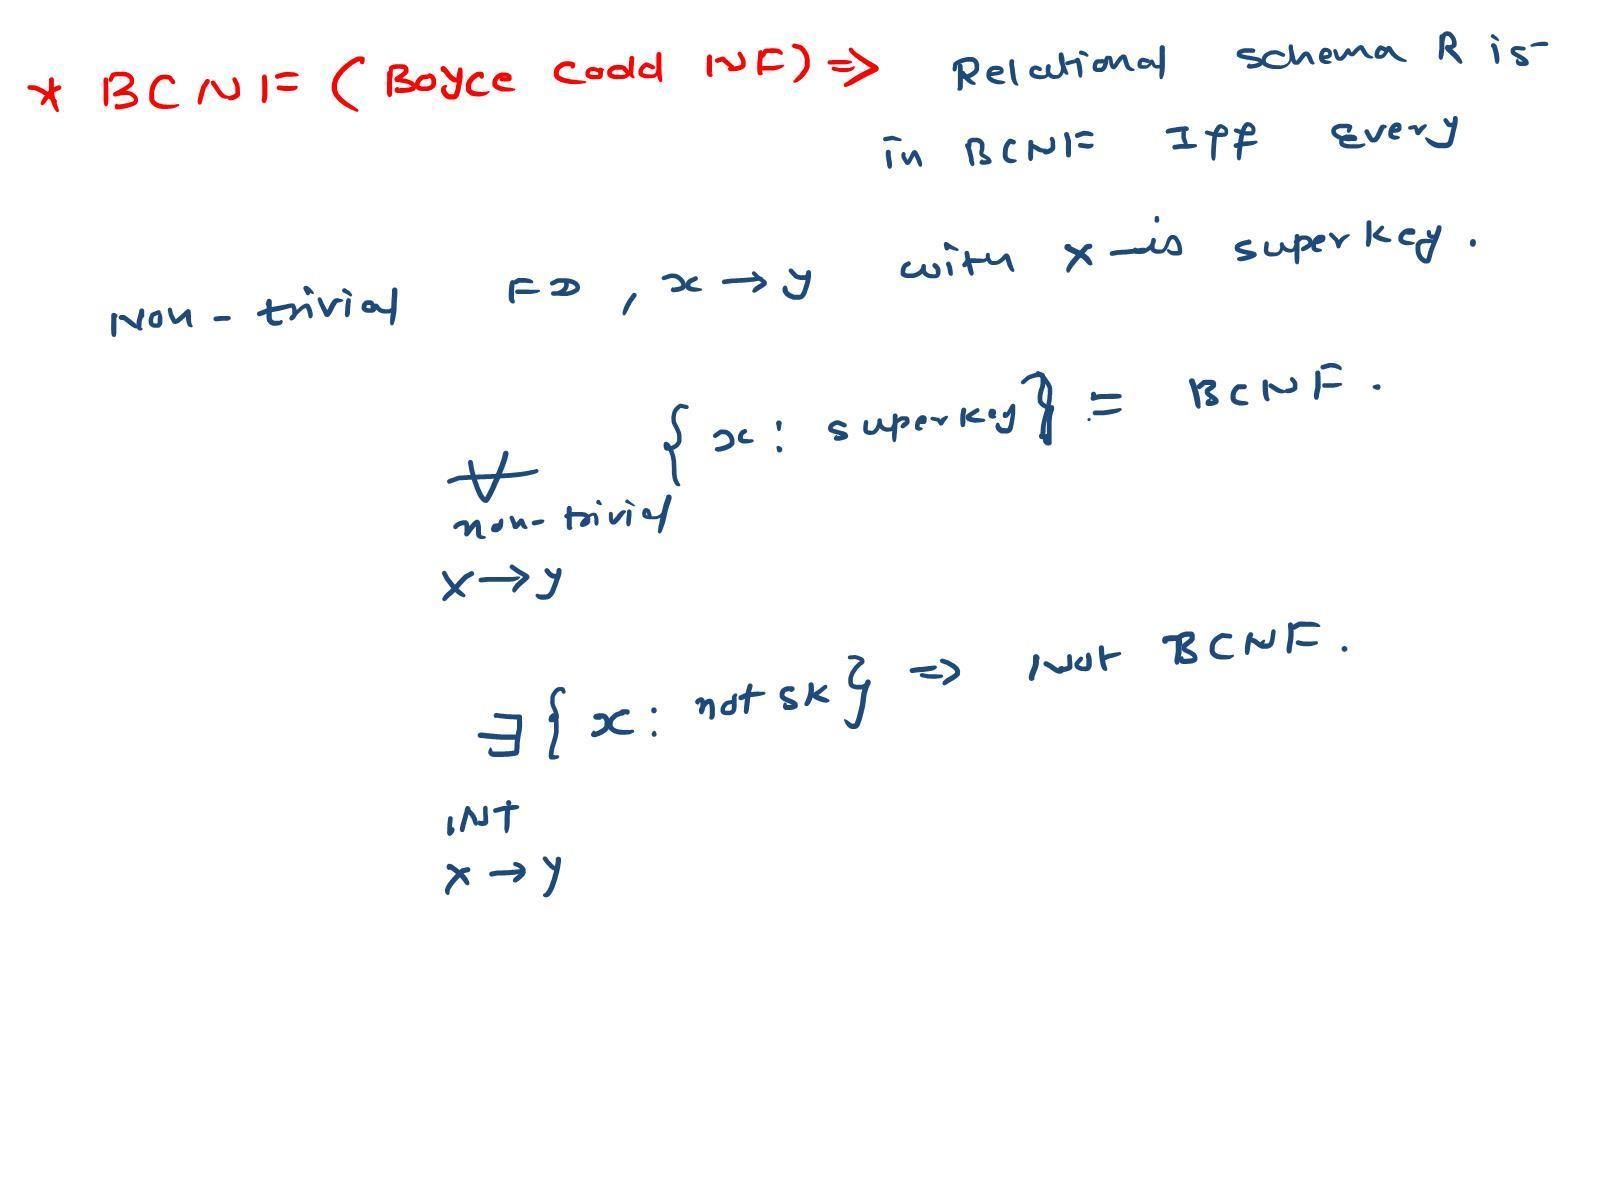 * BCNF (Boyce Codd NF) ⇒ Relational schema R is
in BCNF Iff every
Non-trivial FD, x → y with x is superkey.
∀ {x: superkey} = BCNF.
non-trivial
x → y
∃ {x: not sk} ⇒ Not BCNF.
NT
x → y